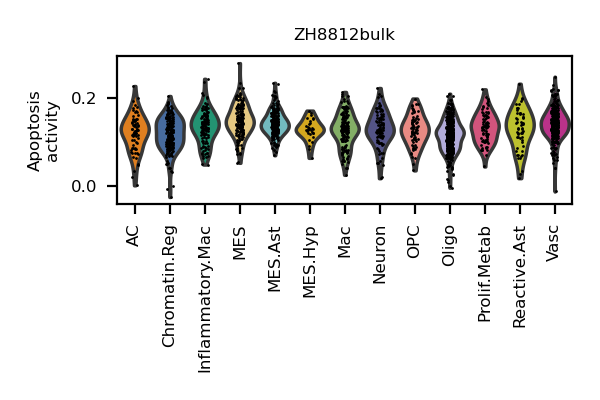 ZH8812bulk
Apoptosis
activity
0.2
0.0
AC
Chromatin.Reg
Inflammatory.Mac
MES
MES.Ast
MES.Hyp
Mac
Neuron
OPC
Oligo
Prolif.Metab
Reactive.Ast
Vasc